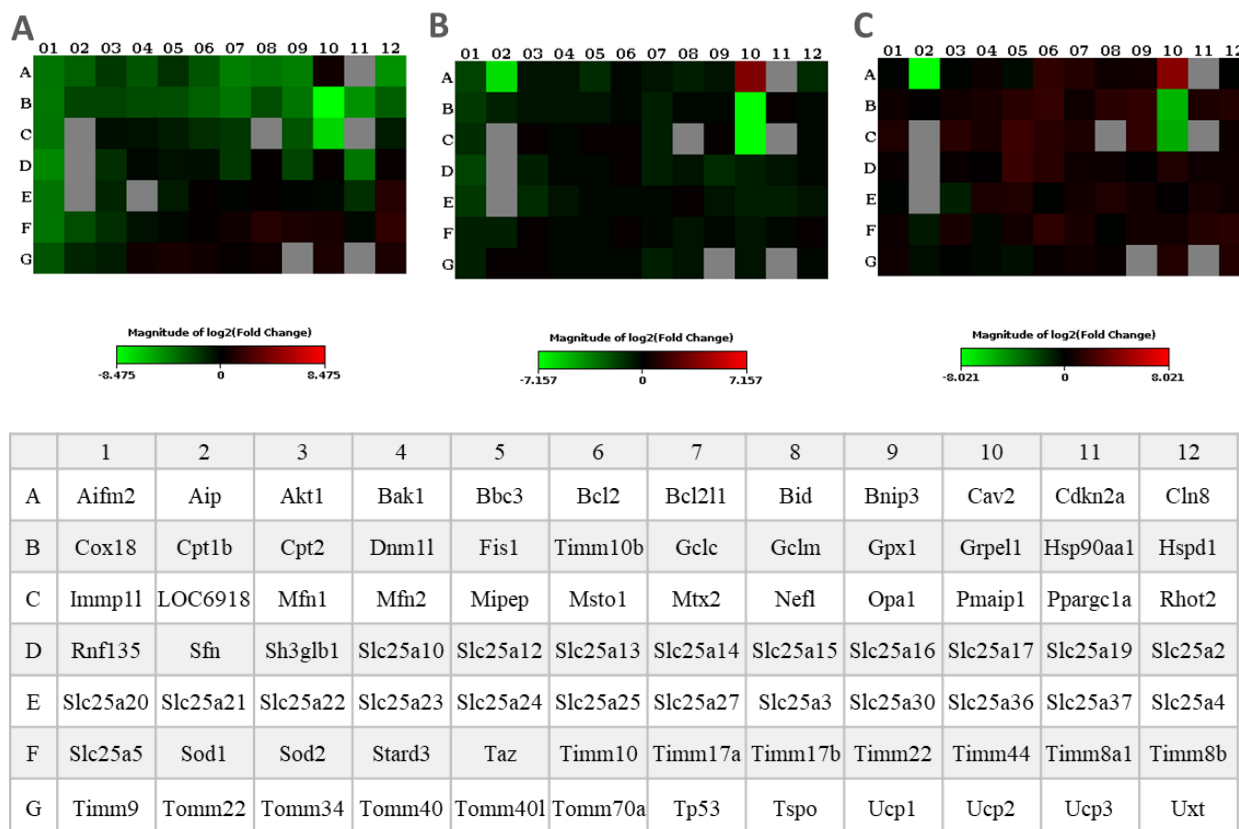 A
B
C
01 02 03 04 05 06 07 08 09 10 11 12
01 02 03 04 05 06 07 08 09 10 11 12
01 02 03 04 05 06 07 08 09 10 11 12
A
B
C
D
E
F
G
A
B
C
D
E
F
G
A
B
C
D
E
F
G
Magnitude of log2(Fold Change)
-8.475 0 8.475
Magnitude of log2(Fold Change)
-7.157 0 7.157
Magnitude of log2(Fold Change)
-8.021 0 8.021
1 2 3 4 5 6 7 8 9 10 11 12
A Aifm2 Aip Akt1 Bak1 Bbc3 Bcl2 Bcl2l1 Bid Bnip3 Cav2 Cdkn2a Cln8
B Cox18 Cpt1b Cpt2 Dnm1l Fis1 Timm10b Gclc Gclm Gpx1 Grpel1 Hsp90aa1 Hspd1
C Immp1l LOC6918 Mfn1 Mfn2 Mipep Msto1 Mtx2 Nefl Opa1 Pmaip1 Ppargc1a Rhot2
D Rnf135 Sfn Sh3glb1 Slc25a10 Slc25a12 Slc25a13 Slc25a14 Slc25a15 Slc25a16 Slc25a17 Slc25a19 Slc25a2
E Slc25a20 Slc25a21 Slc25a22 Slc25a23 Slc25a24 Slc25a25 Slc25a27 Slc25a3 Slc25a30 Slc25a36 Slc25a37 Slc25a4
F Slc25a5 Sod1 Sod2 Stard3 Taz Timm10 Timm17a Timm17b Timm22 Timm44 Timm8a1 Timm8b
G Timm9 Tomm22 Tomm34 Tomm40 Tomm40l Tomm70a Tp53 Tspo Ucp1 Ucp2 Ucp3 Uxt